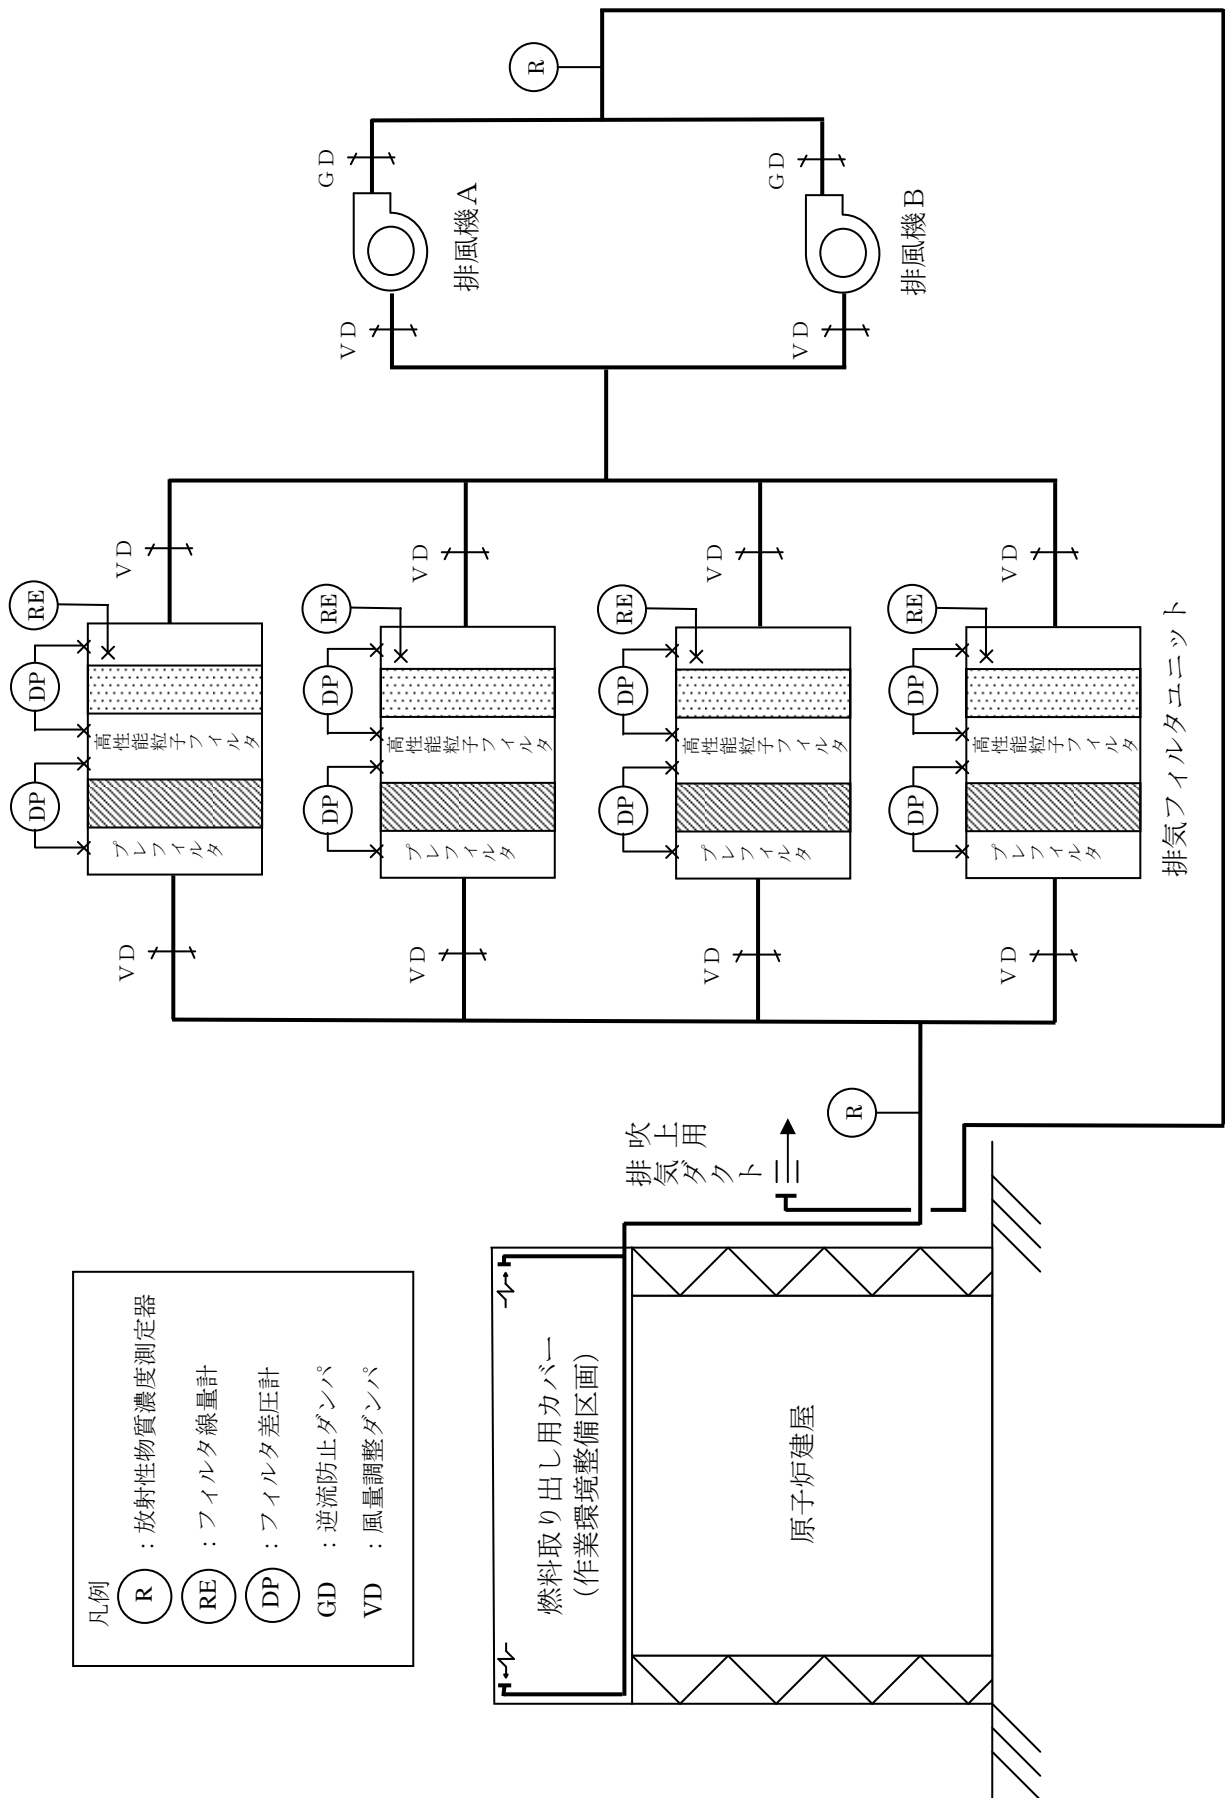 凡例
R ：放射性物質濃度測定器
RE ：フィルタ線量計
DP ：フィルタ差圧計
GD ：逆流防止ダンパ
VD ：風量調整ダンパ
燃料取り出し用カバー
(作業環境整備区画)
原子炉建屋
吹上用
排気ダクト
R
VD
VD
VD
VD
プレフィルタ
高性能粒子フィルタ
DP
DP
RE
プレフィルタ
高性能粒子フィルタ
DP
DP
RE
プレフィルタ
高性能粒子フィルタ
DP
DP
RE
プレフィルタ
高性能粒子フィルタ
DP
DP
RE
排気フィルタユニット
VD
VD
VD
VD
VD
VD
排風機A
排風機B
GD
GD
R